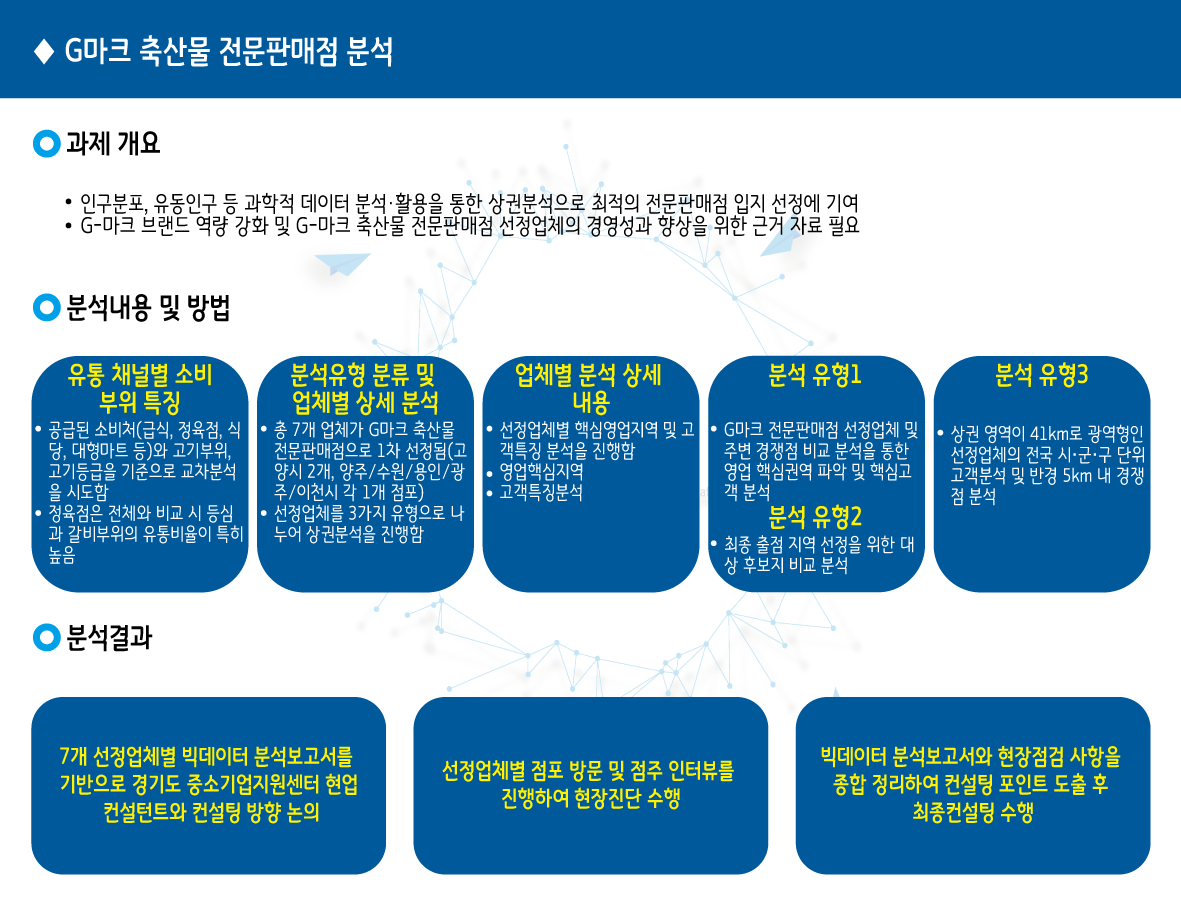 ♦ G마크 축산물 전문판매점 분석
과제 개요
• 인구분포, 유동인구 등 과학적 데이터 분석·활용을 통한 상권분석으로 최적의 전문판매점 입지 선정에 기여
• G-마크 브랜드 역량 강화 및 G-마크 축산물 전문판매점 선정업체의 경영성과 향상을 위한 근거 자료 필요
분석내용 및 방법
유통 채널별 소비
부위 특징
• 공급된 소비처(급식, 정육점, 식
당, 대형마트 등)와 고기부위,
고기등급을 기준으로 교차분석
을 시도함
• 정육점은 전체와 비교 시 등심
과 갈비부위의 유통비율이 특히
높음
분석유형 분류 및
업체별 상세 분석
• 총 7개 업체가 G마크 축산물
전문판매점으로 1차 선정됨(고
양시 2개, 양주/수원/용인/광
주/이천시 각 1개 점포)
• 선정업체를 3가지 유형으로 나
누어 상권분석을 진행함
업체별 분석 상세
내용
• 선정업체별 핵심영업지역 및 고
객특징 분석을 진행함
• 영업핵심지역
• 고객특징분석
분석 유형1
• G마크 전문판매점 선정업체 및
주변 경쟁점 비교 분석을 통한
영업 핵심권역 파악 및 핵심고
객 분석
분석 유형2
• 최종 출점 지역 선정을 위한 대
상 후보지 비교 분석
분석 유형3
• 상권 영역이 41km로 광역형인
선정업체의 전국 시·군·구 단위
고객분석 및 반경 5km 내 경쟁
점 분석
분석결과
7개 선정업체별 빅데이터 분석보고서를
기반으로 경기도 중소기업지원센터 현업
컨설턴트와 컨설팅 방향 논의
선정업체별 점포 방문 및 점주 인터뷰를
진행하여 현장진단 수행
빅데이터 분석보고서와 현장점검 사항을
종합 정리하여 컨설팅 포인트 도출 후
최종컨설팅 수행